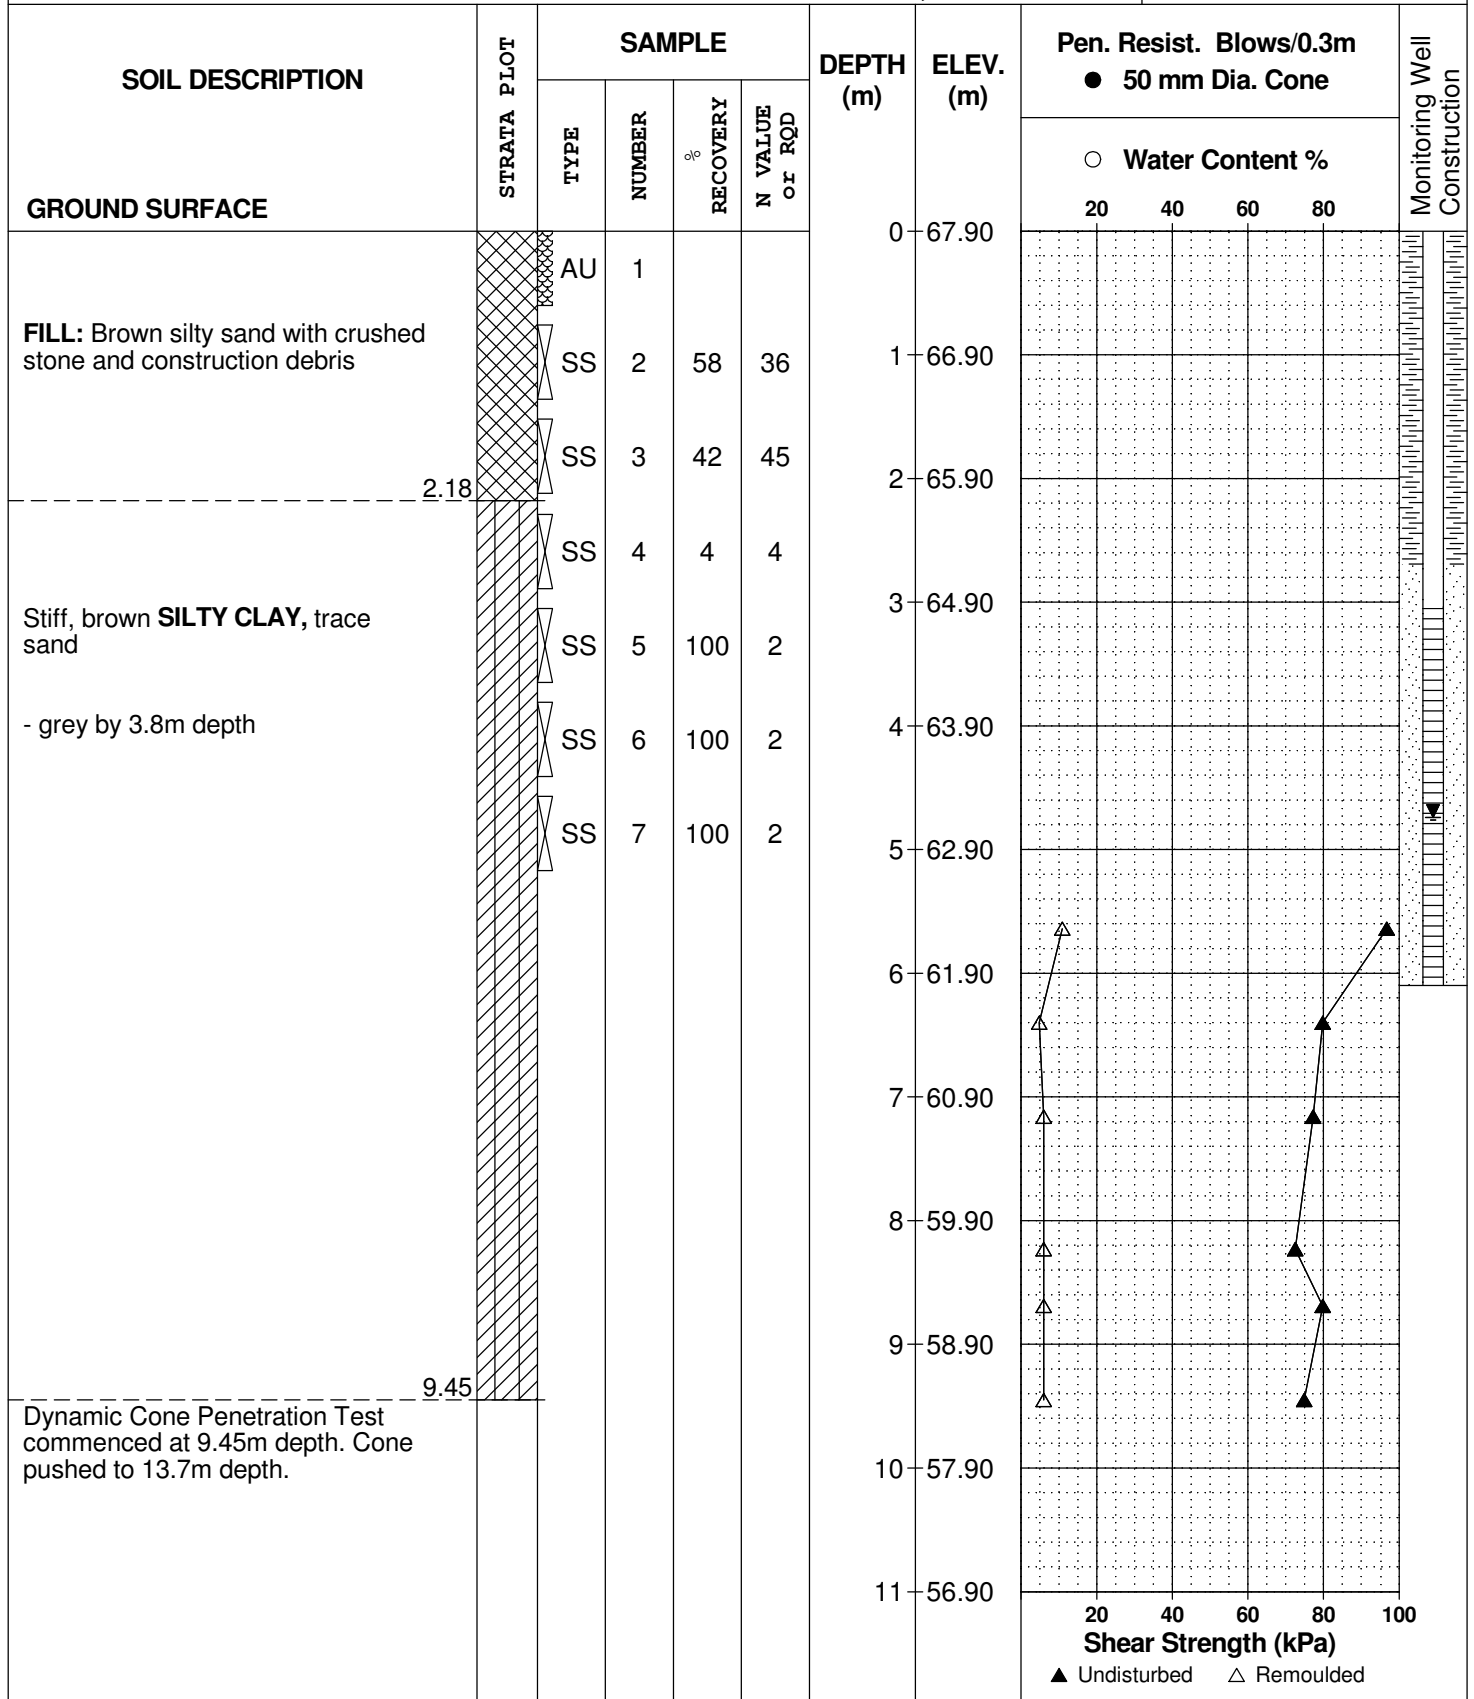 SOIL DESCRIPTION
GROUND SURFACE
STRATA PLOT
SAMPLE
TYPE
NUMBER
%
RECOVERY
N VALUE
or RQD
DEPTH
(m)
ELEV.
(m)
Pen. Resist. Blows/0.3m
● 50 mm Dia. Cone
○ Water Content %
20 40 60 80
Monitoring Well
Construction
0 67.90
AU 1
FILL: Brown silty sand with crushed
stone and construction debris
SS 2 58 36
1 66.90
SS 3 42 45
2 65.90
2.18
SS 4 4 4
3 64.90
Stiff, brown SILTY CLAY, trace
sand
SS 5 100 2
- grey by 3.8m depth
4 63.90
SS 6 100 2
SS 7 100 2
5 62.90
6 61.90
7 60.90
8 59.90
9 58.90
9.45
Dynamic Cone Penetration Test
commenced at 9.45m depth. Cone
pushed to 13.7m depth.
10 57.90
11 56.90
20 40 60 80 100
Shear Strength (kPa)
▲ Undisturbed △ Remoulded